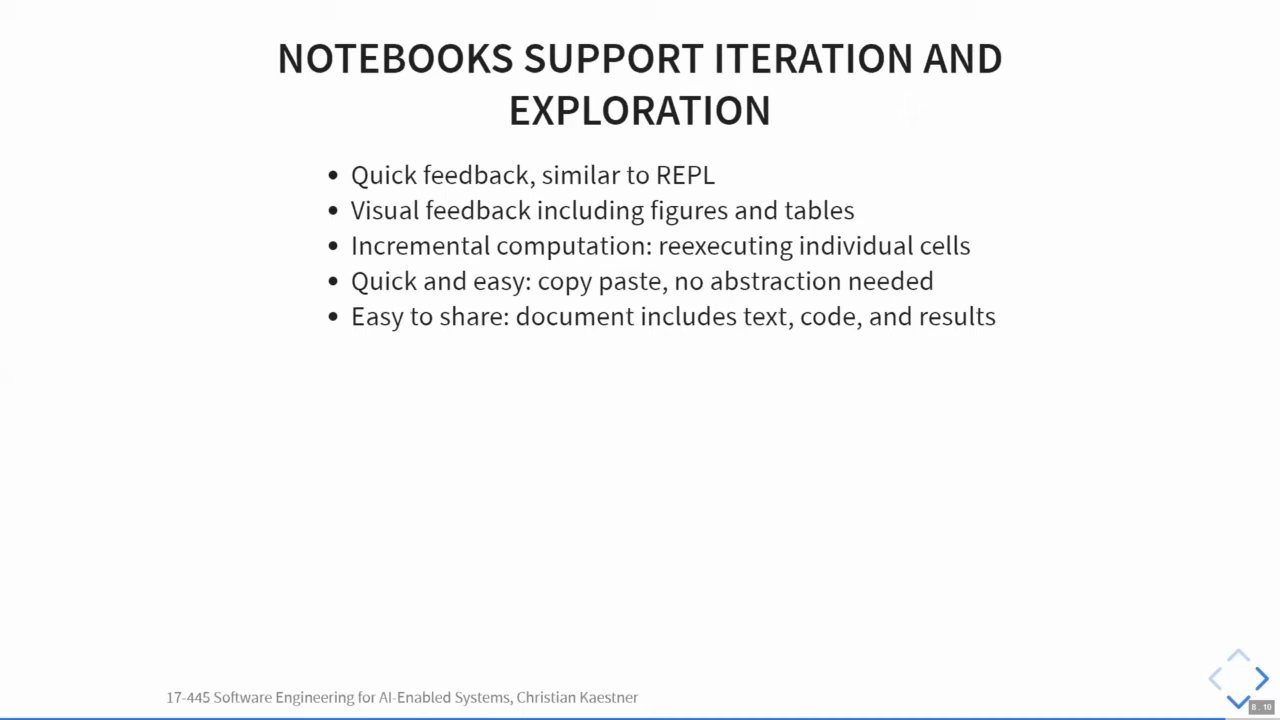 NOTEBOOKS SUPPORT ITERATION AND
EXPLORATION
• Quick feedback, similar to REPL
• Visual feedback including figures and tables
• Incremental computation: reexecuting individual cells
• Quick and easy: copy paste, no abstraction needed
• Easy to share: document includes text, code, and results
17-445 Software Engineering for AI-Enabled Systems, Christian Kaestner
8 . 10